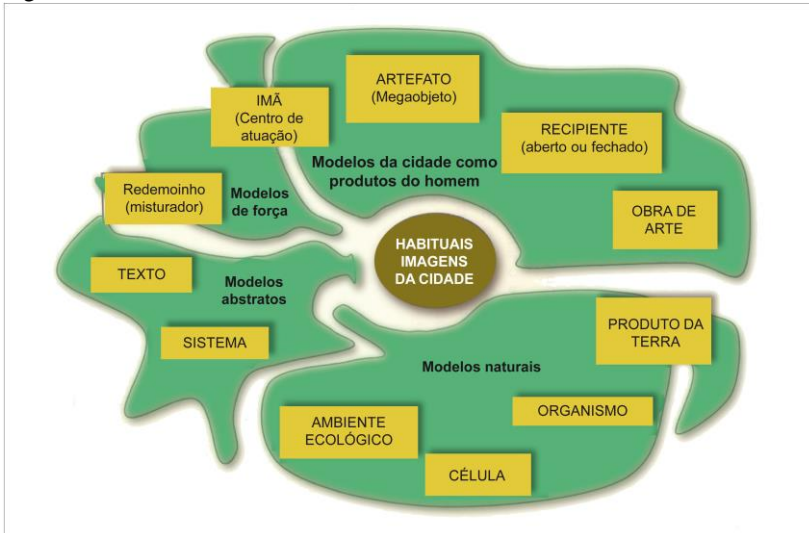 ARTEFATO
(Megaobjeto)
IMÃ
(Centro de
atuação)
RECIPIENTE
(aberto ou fechado)
Modelos da cidade como
produtos do homem
Redemoinho
(misturador)
Modelos
de força
OBRA DE
ARTE
HABITUAIS
IMAGENS
DA CIDADE
TEXTO
Modelos
abstratos
SISTEMA
PRODUTO DA
TERRA
Modelos naturais
ORGANISMO
AMBIENTE
ECOLÓGICO
CÉLULA